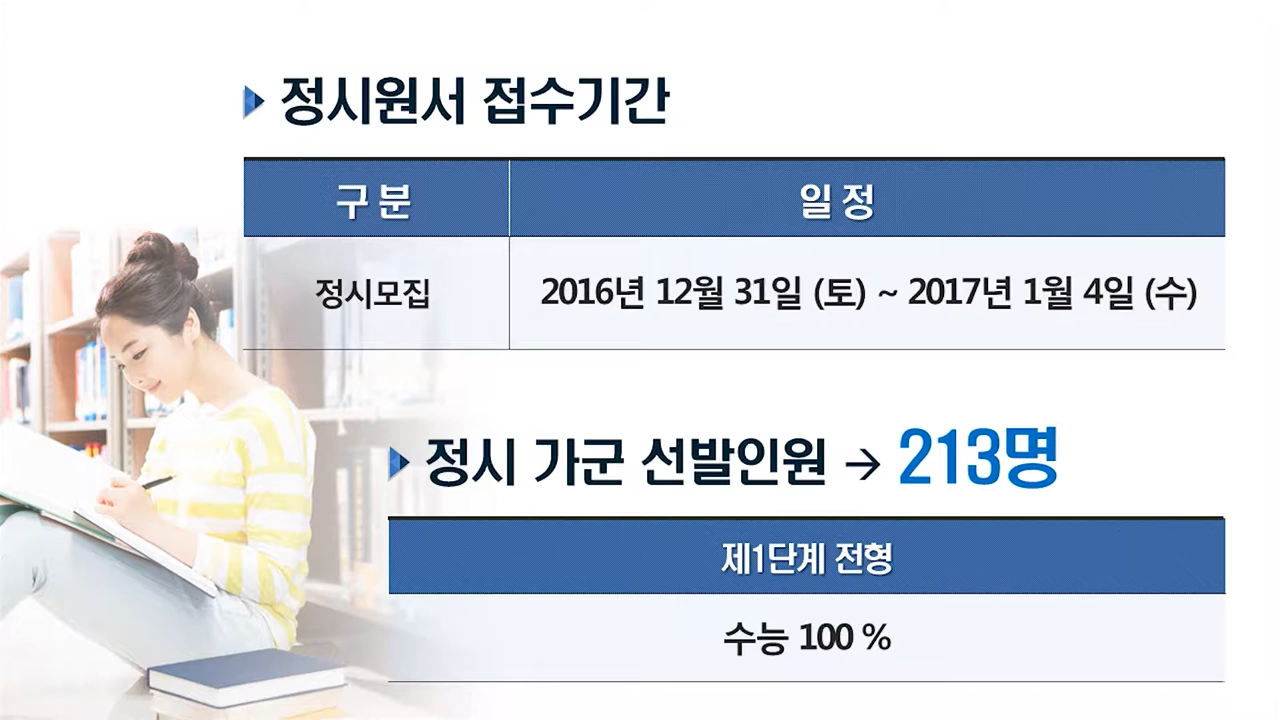 정시원서 접수기간
구 분 일 정
정시모집 2016년 12월 31일 (토) ~ 2017년 1월 4일 (수)
정시 가군 선발인원 → 213명
제1단계 전형
수능 100 %